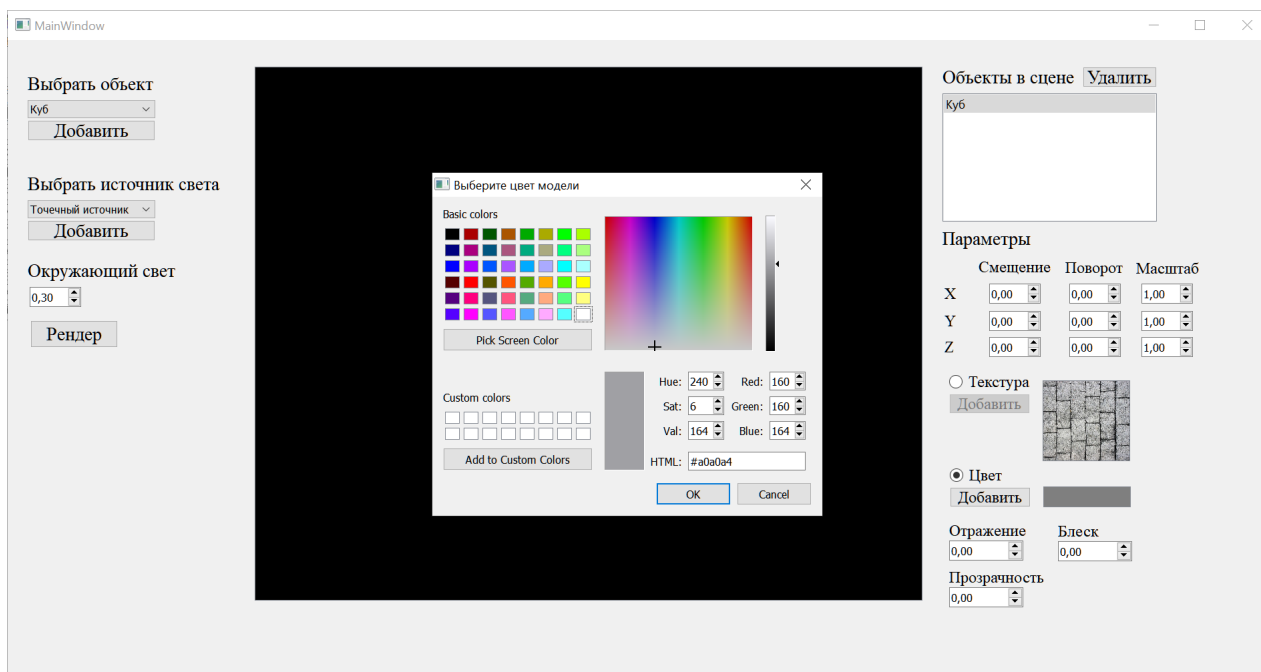 MainWindow
Выбрать объект
Куб
Добавить
Выбрать источник света
Точечный источник
Добавить
Окружающий свет
0,30
Рендер
Выберите цвет модели
Basic colors
Pick Screen Color
Custom colors
Add to Custom Colors
Hue: 240 Red: 160
Sat: 6 Green: 160
Val: 164 Blue: 164
HTML: #a0a0a4
OK Cancel
Объекты в сцене Удалить
Куб
Параметры
Смещение Поворот Масштаб
X 0,00 0,00 1,00
Y 0,00 0,00 1,00
Z 0,00 0,00 1,00
Текстура
Добавить
Цвет
Добавить
Отражение Блеск
0,00 0,00
Прозрачность
0,00